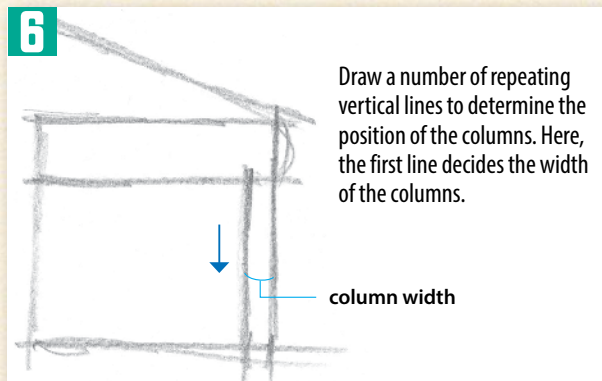 6
Draw a number of repeating
vertical lines to determine the
position of the columns. Here,
the first line decides the width
of the columns.
column width